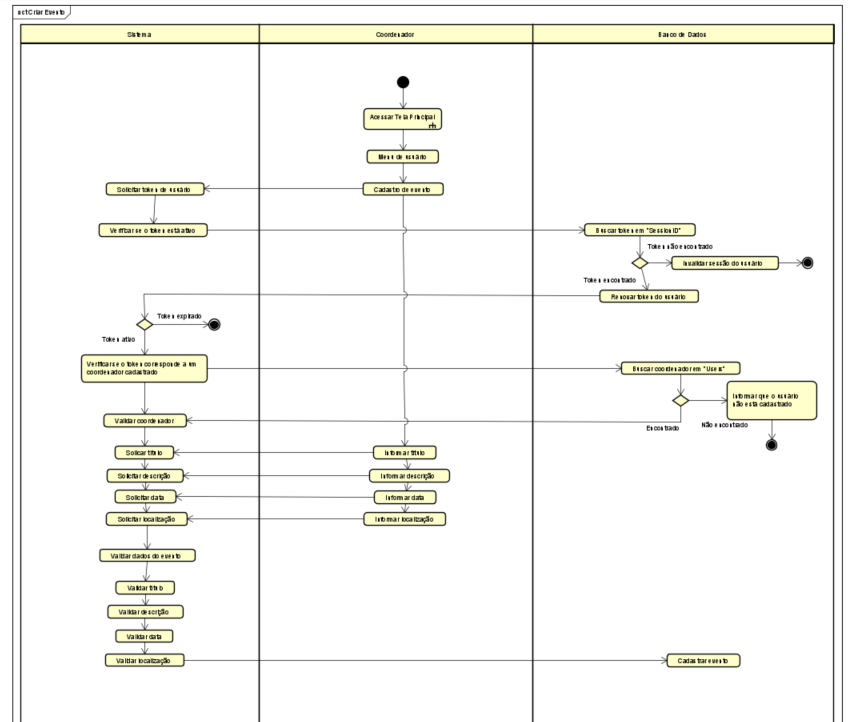 act Criar Evento
Sistema
Coordenador
Banco de Dados
Acessar Tela Principal
Menu de usuário
Solicitar token de usuário
Cadastro de evento
Verificar se o token está ativo
Buscar token em "Session ID"
Token não encontrado
Invalidar sessão do usuário
Token encontrado
Renovar token do usuário
Token expirado
Token ativo
Verificar se o token corresponde a um
coordenador cadastrado
Buscar coordenador em "Users"
Informar que o usuário
não está cadastrado
Validar coordenador
Encontrado
Não encontrado
Solicar título
Informar título
Solicitar descrição
Informar descrição
Solicitar data
Informar data
Solicitar localização
Informar localização
Validar dados do evento
Validar título
Validar descrição
Validar data
Validar localização
Cadastrar evento